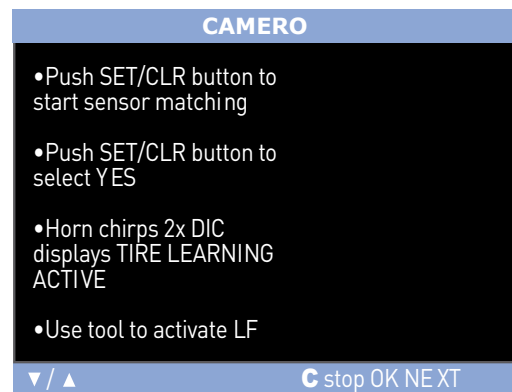 CAMERO
•Push SET/CLR button to
start sensor matching
•Push SET/CLR button to
select YES
•Horn chirps 2x DIC
displays TIRE LEARNING
ACTIVE
•Use tool to activate LF
▼/▲ C stop OK NEXT